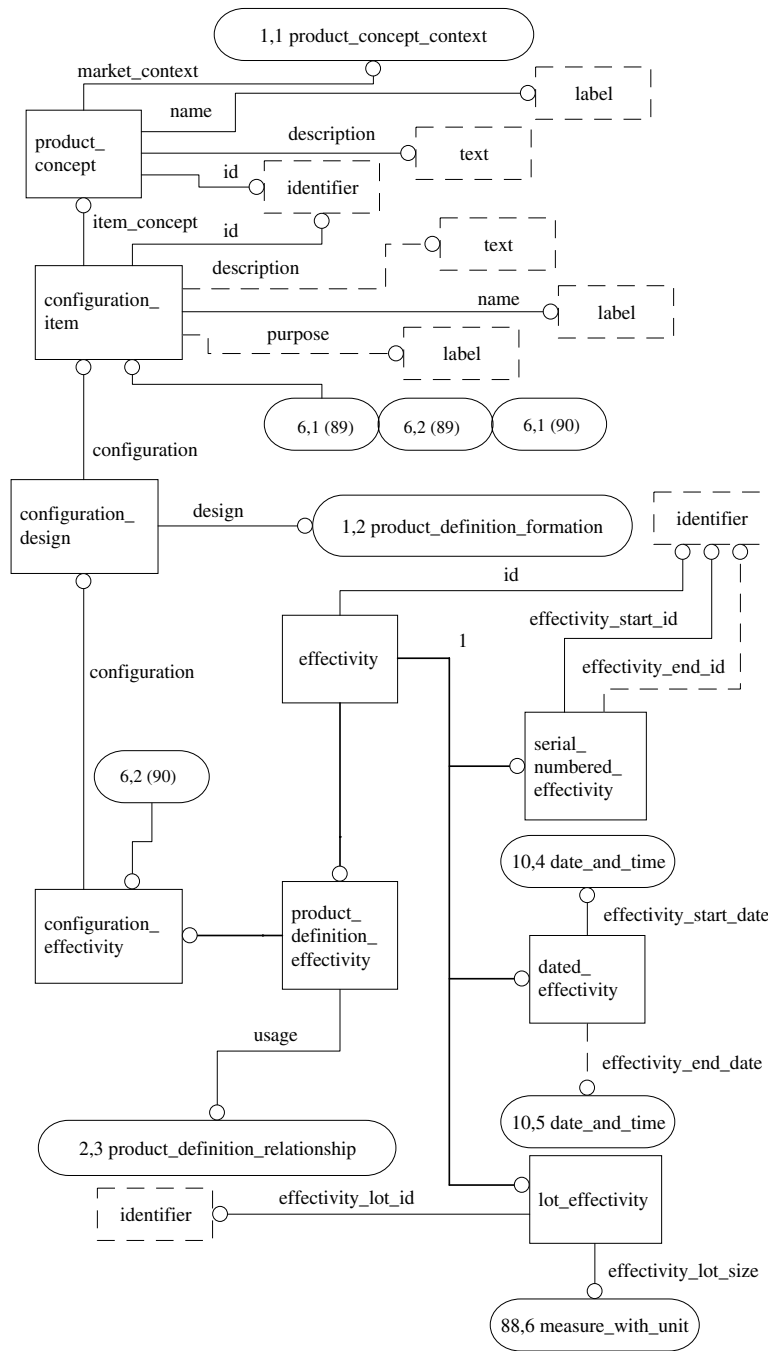 1,1 product_concept_context
market_context
label
name
product_
concept
description
text
id
identifier
item_concept
id
text
description
configuration_
item
name
label
purpose
label
6,1 (89)
6,2 (89)
6,1 (90)
configuration
configuration_
design
design
1,2 product_definition_formation
identifier
id
effectivity
1
effectivity_start_id
effectivity_end_id
configuration
serial_
numbered_
effectivity
6,2 (90)
10,4 date_and_time
configuration_
effectivity
product_
definition_
effectivity
effectivity_start_date
dated_
effectivity
usage
effectivity_end_date
10,5 date_and_time
2,3 product_definition_relationship
identifier
effectivity_lot_id
lot_effectivity
effectivity_lot_size
88,6 measure_with_unit